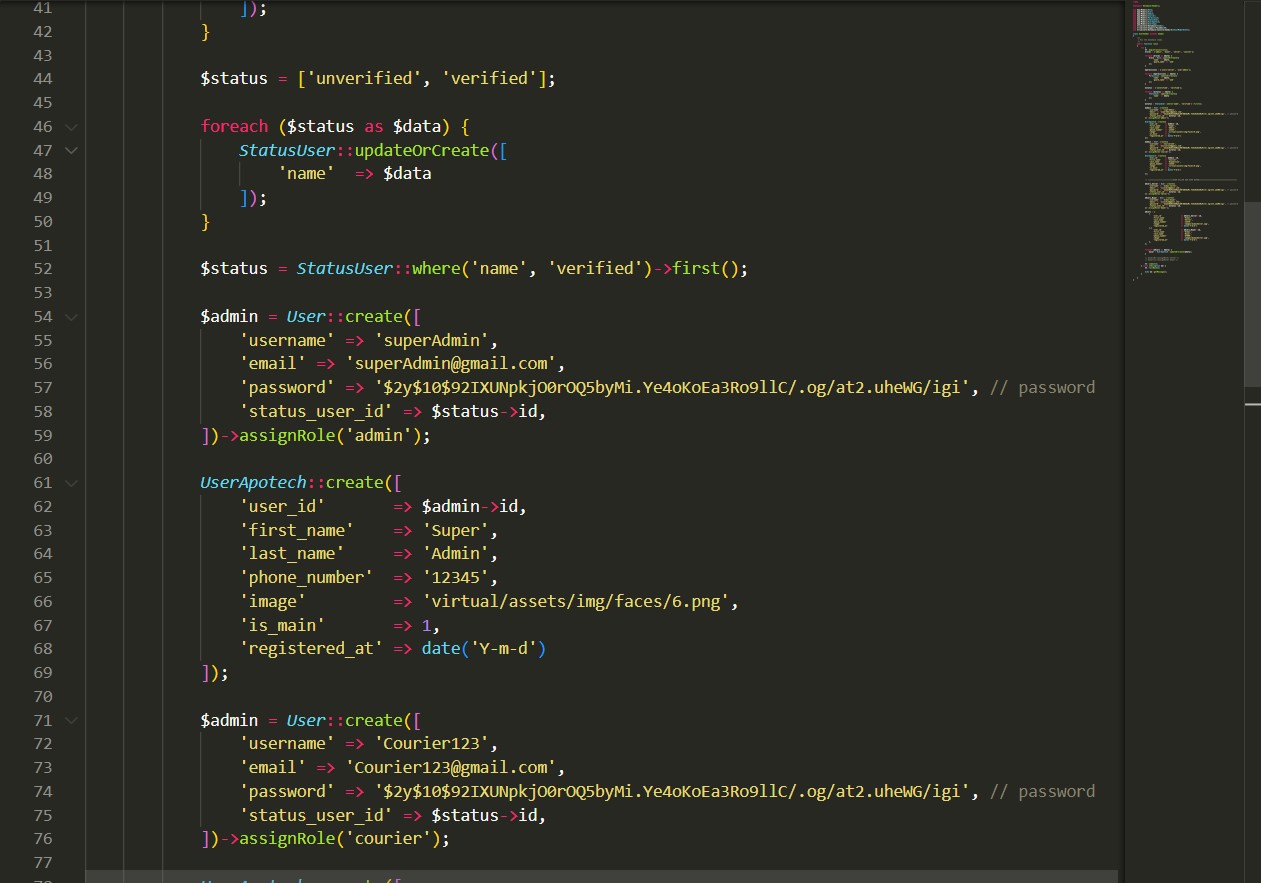 41 ]);
42 }
43
44 $status = ['unverified', 'verified'];
45
46 foreach ($status as $data) {
47 StatusUser::updateOrCreate([
48 'name' => $data
49 ]);
50 }
51
52 $status = StatusUser::where('name', 'verified')->first();
53
54 $admin = User::create([
55 'username' => 'superAdmin',
56 'email' => 'superAdmin@gmail.com',
57 'password' => '$2y$10$92IXUNpkjO0rOQ5byMi.Ye4oKoEa3Ro9llC/.og/at2.uheWG/igi', // password
58 'status_user_id' => $status->id,
59 ])->assignRole('admin');
60
61 UserApotech::create([
62 'user_id' => $admin->id,
63 'first_name' => 'Super',
64 'last_name' => 'Admin',
65 'phone_number' => '12345',
66 'image' => 'virtual/assets/img/faces/6.png',
67 'is_main' => 1,
68 'registered_at' => date('Y-m-d')
69 ]);
70
71 $admin = User::create([
72 'username' => 'Courier123',
73 'email' => 'Courier123@gmail.com',
74 'password' => '$2y$10$92IXUNpkjO0rOQ5byMi.Ye4oKoEa3Ro9llC/.og/at2.uheWG/igi', // password
75 'status_user_id' => $status->id,
76 ])->assignRole('courier');
77